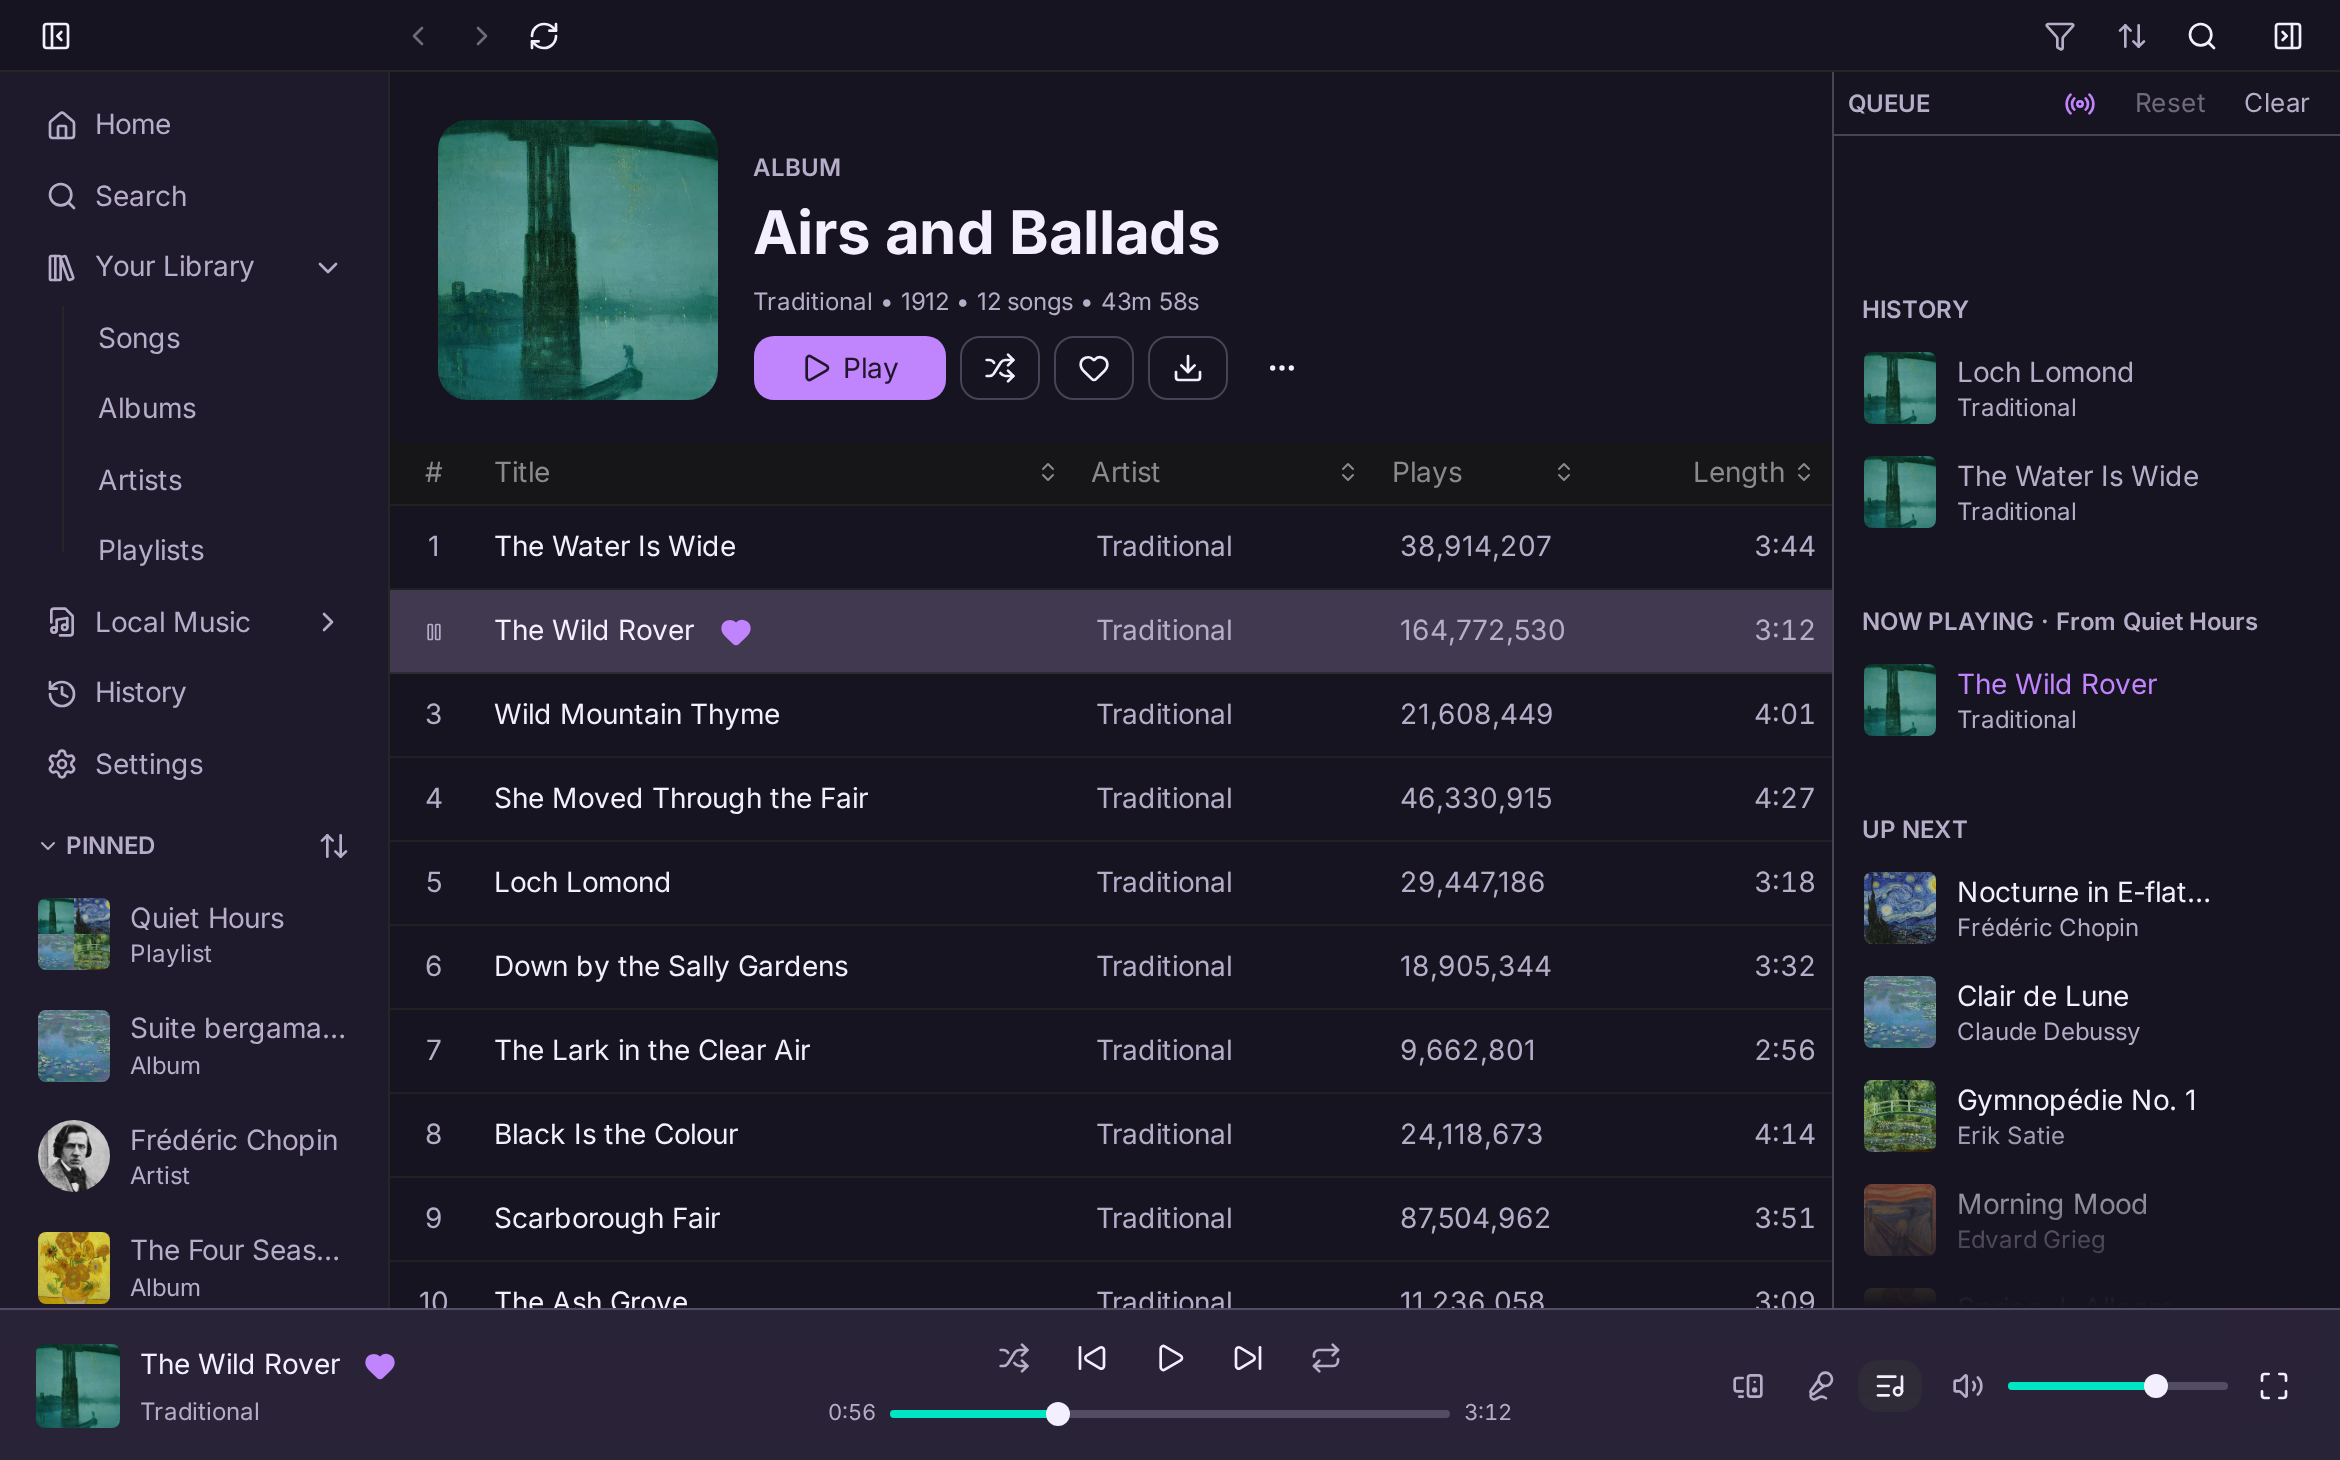 Home
Search
Your Library
Songs
Albums
Artists
Playlists
Local Music
History
Settings
PINNED
Quiet Hours
Playlist
Suite bergama...
Album
Frédéric Chopin
Artist
The Four Seas...
Album
ALBUM
Airs and Ballads
Traditional • 1912 • 12 songs • 43m 58s
Play
# Title Artist Plays Length
1 The Water Is Wide Traditional 38,914,207 3:44
The Wild Rover Traditional 164,772,530 3:12
3 Wild Mountain Thyme Traditional 21,608,449 4:01
4 She Moved Through the Fair Traditional 46,330,915 4:27
5 Loch Lomond Traditional 29,447,186 3:18
6 Down by the Sally Gardens Traditional 18,905,344 3:32
7 The Lark in the Clear Air Traditional 9,662,801 2:56
8 Black Is the Colour Traditional 24,118,673 4:14
9 Scarborough Fair Traditional 87,504,962 3:51
10 The Ash Grove Traditional 11,236,058 3:09
QUEUE Reset Clear
HISTORY
Loch Lomond
Traditional
The Water Is Wide
Traditional
NOW PLAYING · From Quiet Hours
The Wild Rover
Traditional
UP NEXT
Nocturne in E-flat...
Frédéric Chopin
Clair de Lune
Claude Debussy
Gymnopédie No. 1
Erik Satie
Morning Mood
Edvard Grieg
The Wild Rover
Traditional
0:56 3:12